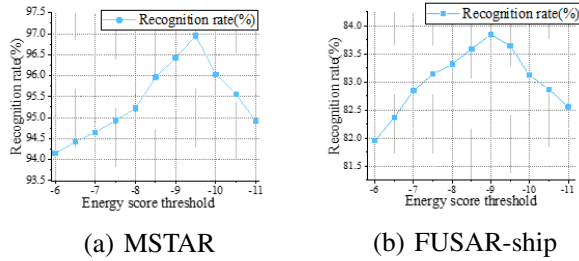 Recognition rate(%)
Recognition rate(%)
97.5
97.0
96.5
96.0
95.5
95.0
94.5
94.0
93.5
-6 -7 -8 -9 -10 -11
Energy score threshold
(a) MSTAR
Recognition rate(%)
Recognition rate(%)
84.0
83.5
83.0
82.5
82.0
81.5
-6 -7 -8 -9 -10 -11
Energy score threshold
(b) FUSAR-ship